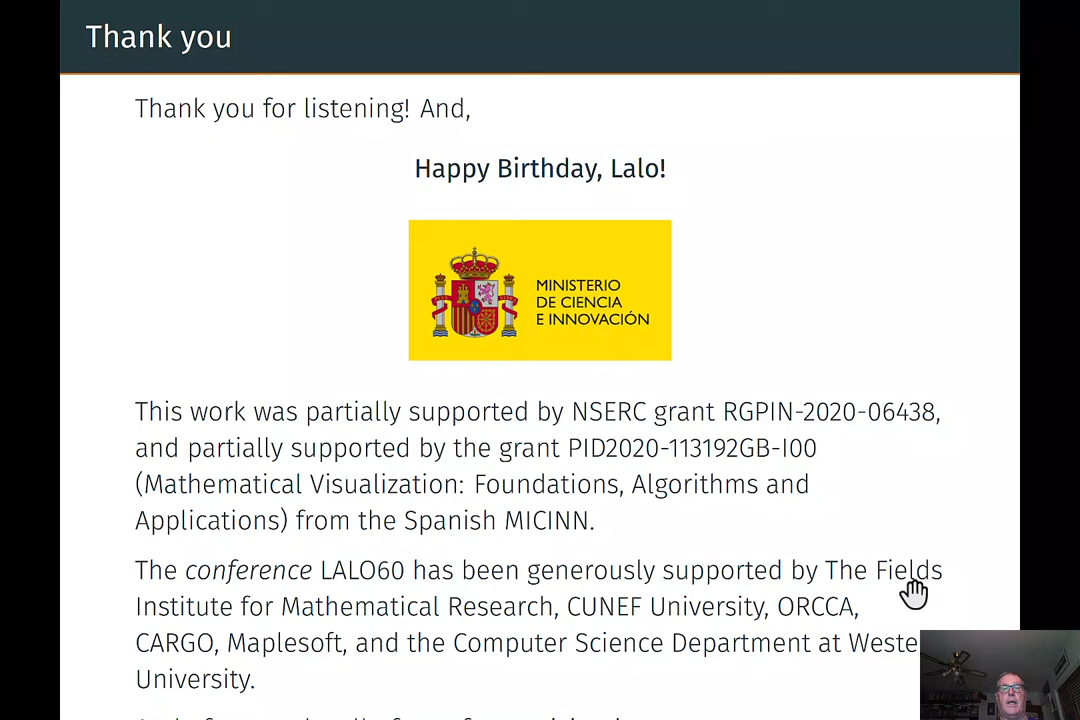 Thank you
Thank you for listening! And,
Happy Birthday, Lalo!
MINISTERIO
DE CIENCIA
E INNOVACIÓN
This work was partially supported by NSERC grant RGPIN-2020-06438,
and partially supported by the grant PID2020-113192GB-I00
(Mathematical Visualization: Foundations, Algorithms and
Applications) from the Spanish MICINN.
The conference LALO60 has been generously supported by The Fields
Institute for Mathematical Research, CUNEF University, ORCCA,
CARGO, Maplesoft, and the Computer Science Department at Weste
University.